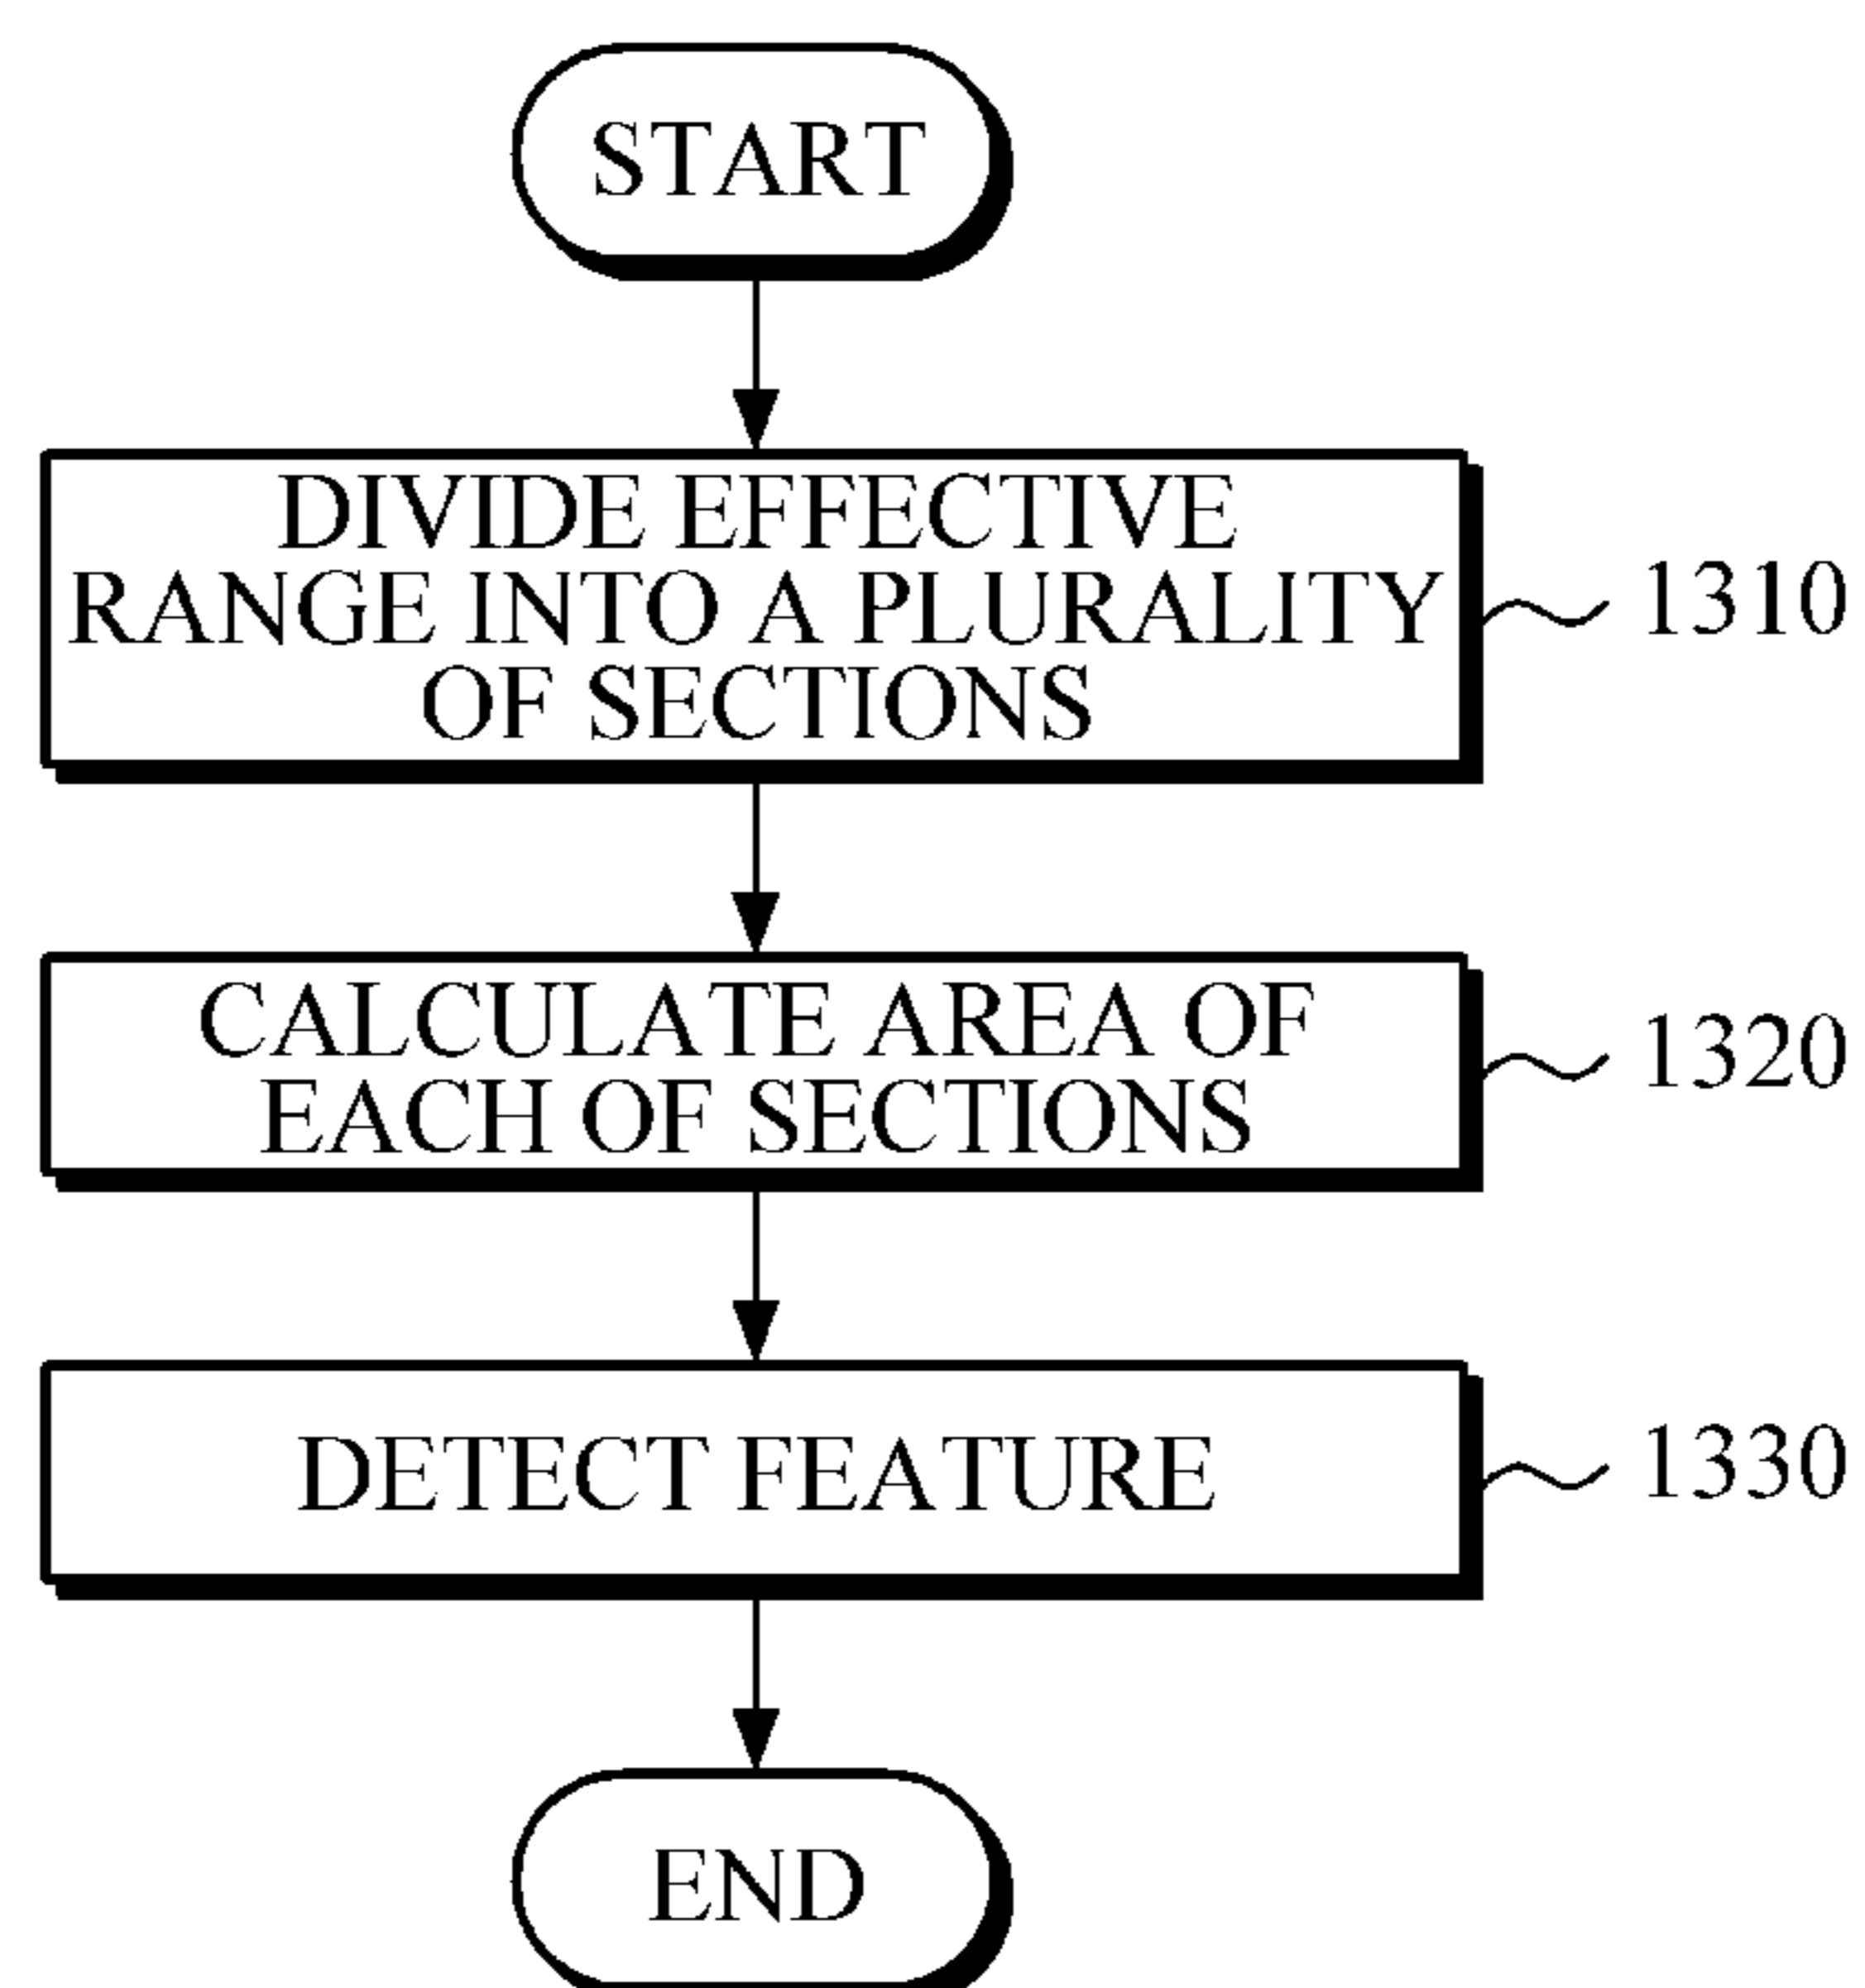 START
DIVIDE EFFECTIVE
RANGE INTO A PLURALITY
OF SECTIONS
1310
CALCULATE AREA OF
EACH OF SECTIONS
1320
DETECT FEATURE
1330
END